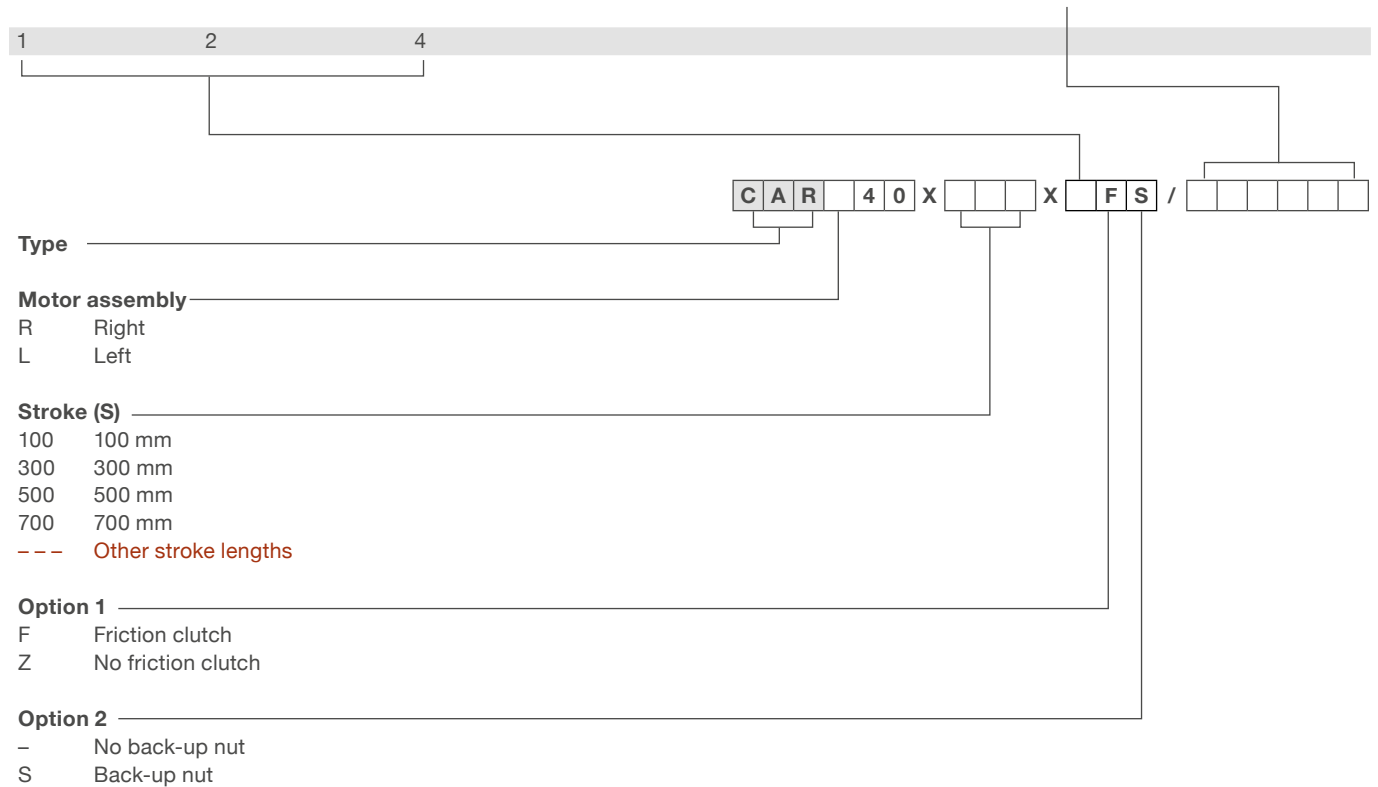 1 2 4
C A R 4 0 X X F S /
Type
Motor assembly
R Right
L Left
Stroke (S)
100 100 mm
300 300 mm
500 500 mm
700 700 mm
– – – Other stroke lengths
Option 1
F Friction clutch
Z No friction clutch
Option 2
– No back-up nut
S Back-up nut